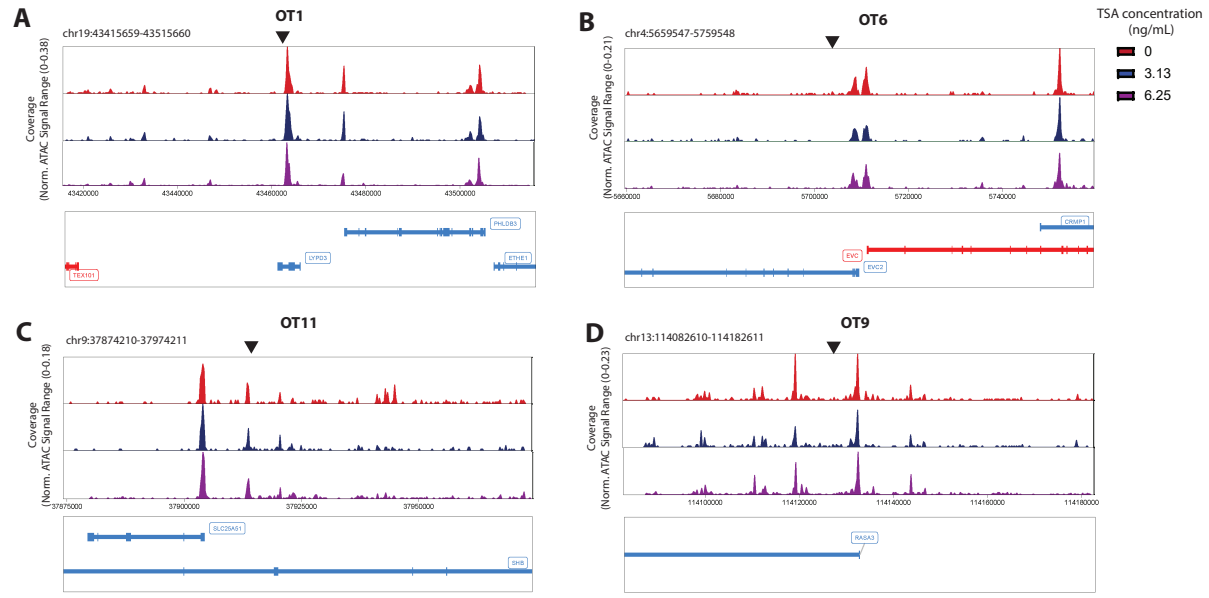 A
OT1
chr19:43415659-43515660
Coverage
(Norm. ATAC Signal Range (0-0.38)
43420000 43440000 43460000 43480000 43500000
PHLDB3
LYPD3
ETHE1
TEX101
B
OT6
chr4:5659547-5759548
Coverage
(Norm. ATAC Signal Range (0-0.21)
5660000 5680000 5700000 5720000 5740000
CRMP1
EVC
EVC2
TSA concentration
(ng/mL)
0
3.13
6.25
C
OT11
chr9:37874210-37974211
Coverage
(Norm. ATAC Signal Range (0-0.18)
37875000 37900000 37925000 37950000
SLC25A51
SHB
D
OT9
chr13:114082610-114182611
Coverage
(Norm. ATAC Signal Range (0-0.23)
114100000 114120000 114140000 114160000 114180000
RASA3